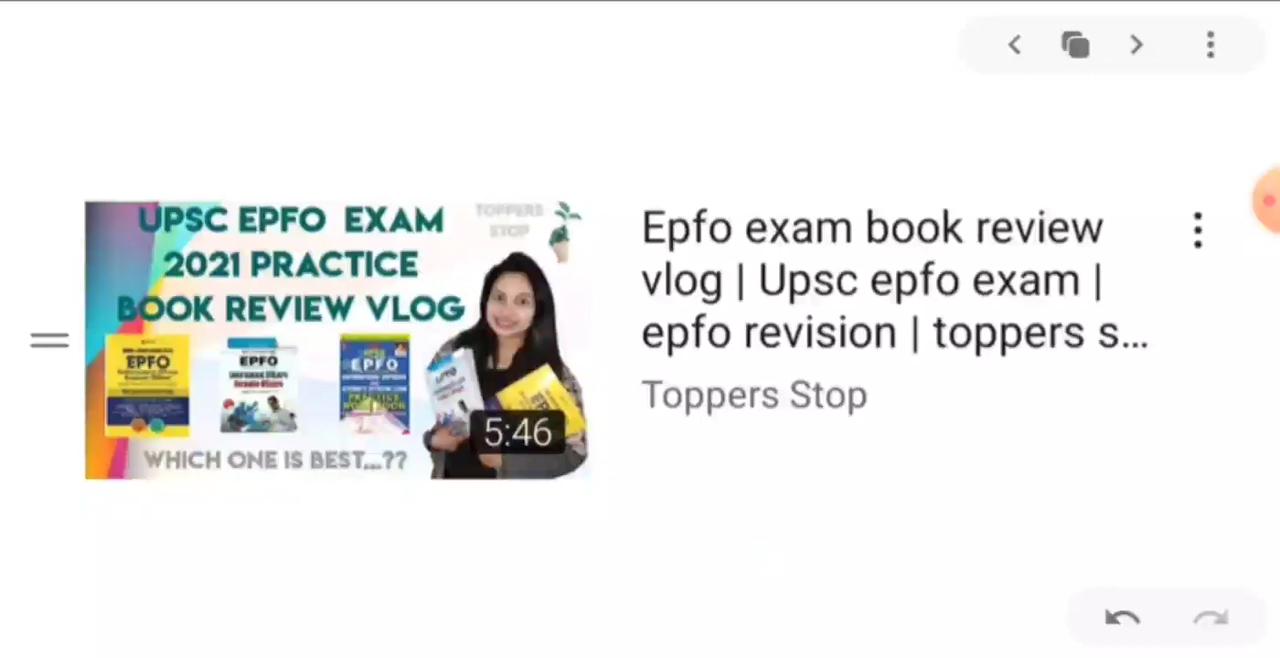 UPSC EPFO EXAM
2021 PRACTICE
BOOK REVIEW VLOG
TOPPERS
STOP
EPFO
EPFO
EPFO
WHICH ONE IS BEST...??
5:46
Epfo exam book review
vlog | Upsc epfo exam |
epfo revision | toppers s...
Toppers Stop